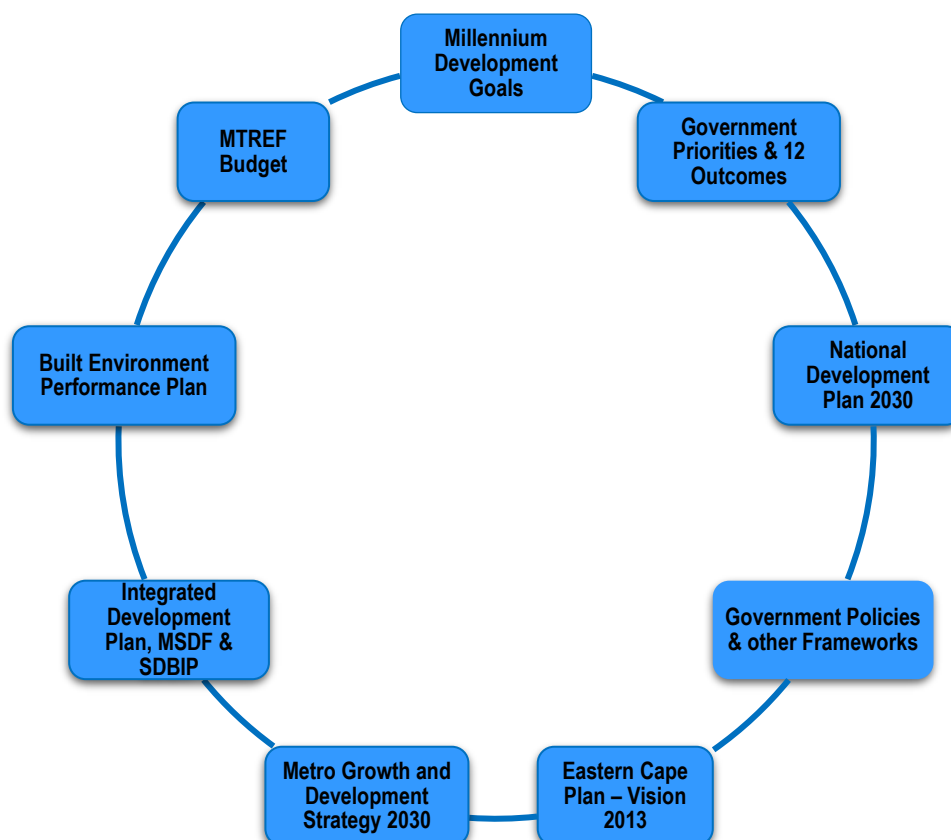 Millennium
Development
Goals
Government
Priorities & 12
Outcomes
National
Development
Plan 2030
Government Policies
& other Frameworks
Eastern Cape
Plan – Vision
2013
Metro Growth and
Development
Strategy 2030
Integrated
Development
Plan, MSDF &
SDBIP
Built Environment
Performance Plan
MTREF
Budget